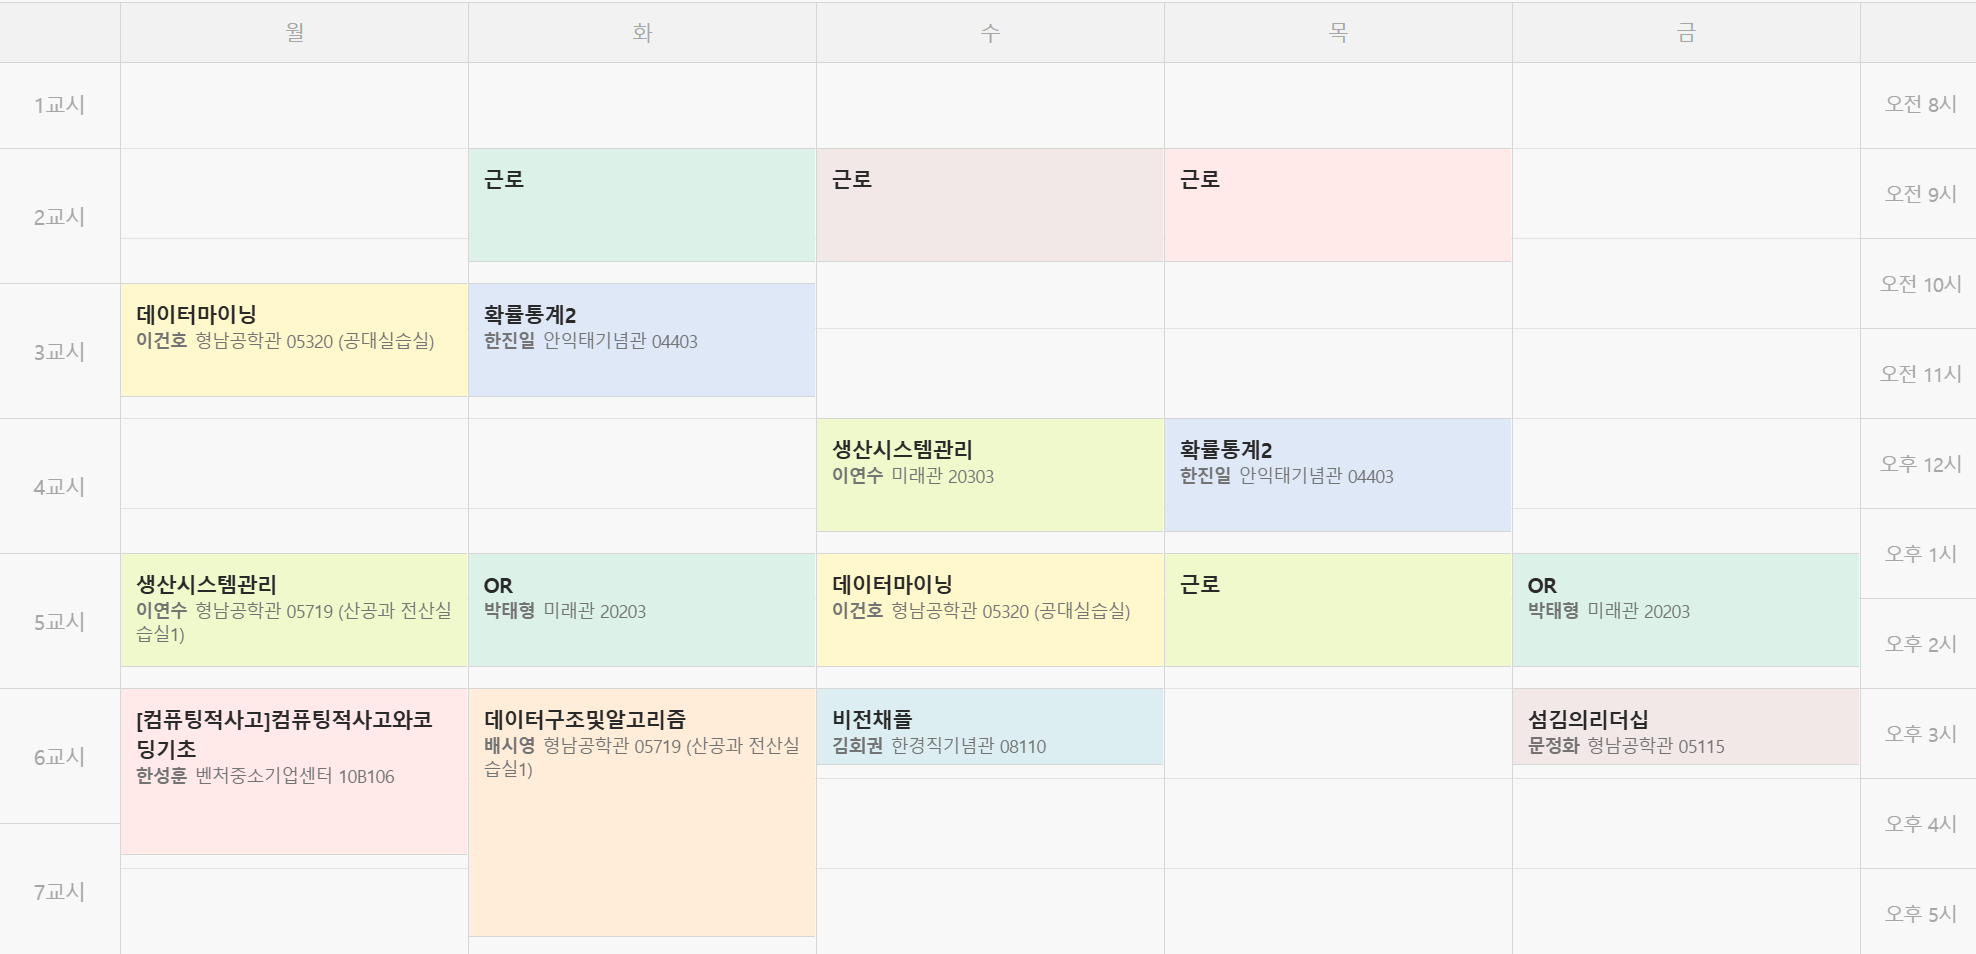 월 화 수 목 금
1교시
오전 8시
2교시
근로
근로
근로
오전 9시
오전 10시
3교시
데이터마이닝
이건호 형남공학관 05320 (공대실습실)
확률통계2
한진일 안익태기념관 04403
오전 11시
4교시
생산시스템관리
이연수 미래관 20303
확률통계2
한진일 안익태기념관 04403
오후 12시
오후 1시
5교시
생산시스템관리
이연수 형남공학관 05719 (산공과 전산실
습실1)
OR
박태형 미래관 20203
데이터마이닝
이건호 형남공학관 05320 (공대실습실)
근로
OR
박태형 미래관 20203
오후 2시
6교시
[컴퓨팅적사고]컴퓨팅적사고와코
딩기초
한성훈 벤처중소기업센터 10B106
데이터구조및알고리즘
배시영 형남공학관 05719 (산공과 전산실
습실1)
비전채플
김회권 한경직기념관 08110
섬김의리더십
문정화 형남공학관 05115
오후 3시
오후 4시
7교시
오후 5시